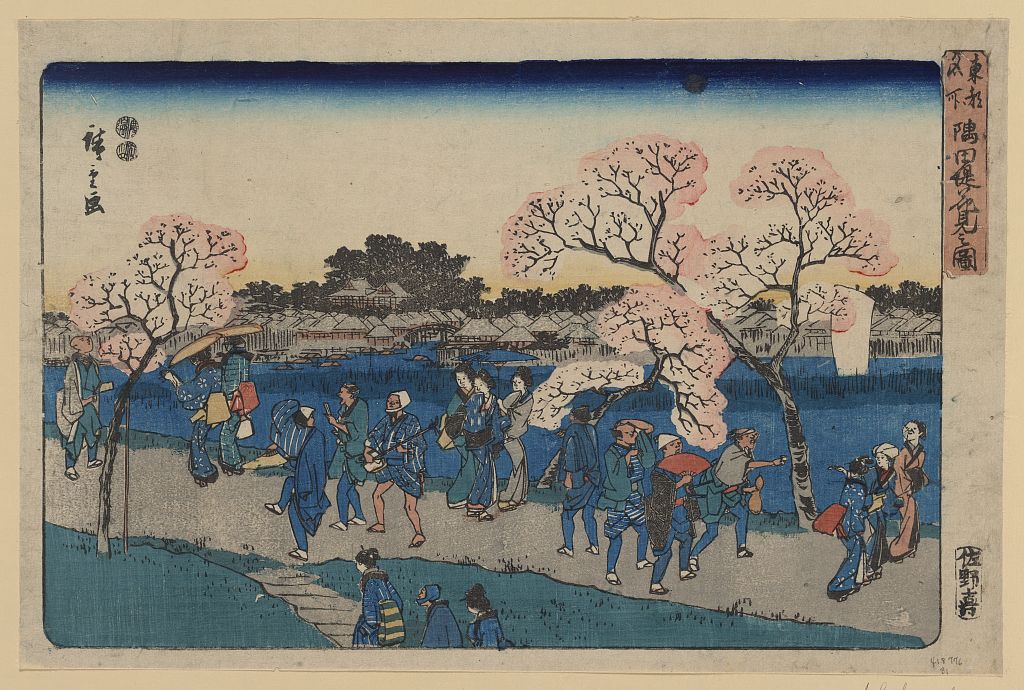 東都
名所
隅田堤花見之圖
廣重画
佐野喜